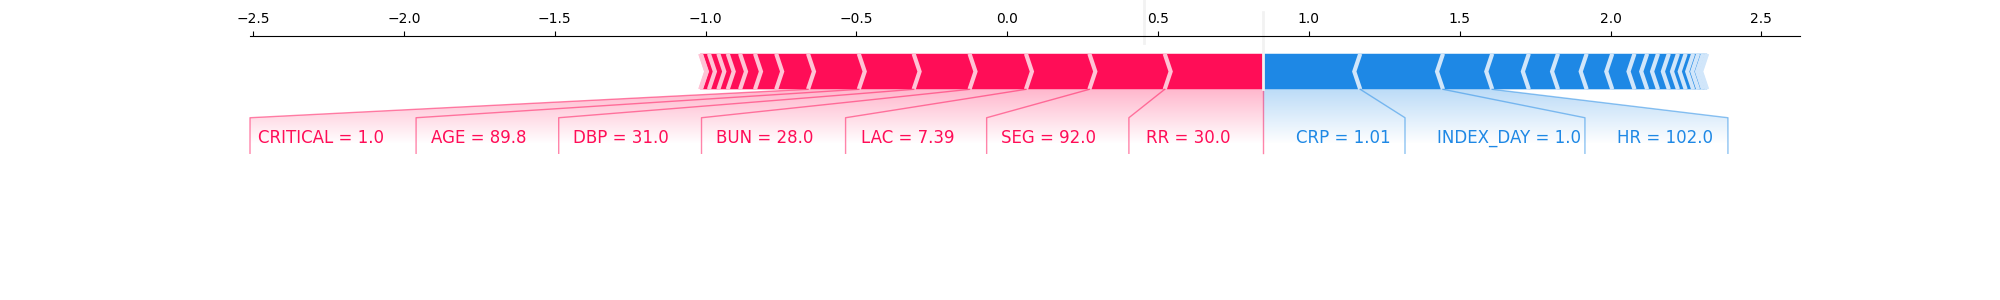 −2.5 −2.0 −1.5 −1.0 −0.5 0.0 0.5 1.0 1.5 2.0 2.5
CRITICAL = 1.0 AGE = 89.8 DBP = 31.0 BUN = 28.0 LAC = 7.39 SEG = 92.0 RR = 30.0 CRP = 1.01 INDEX_DAY = 1.0 HR = 102.0